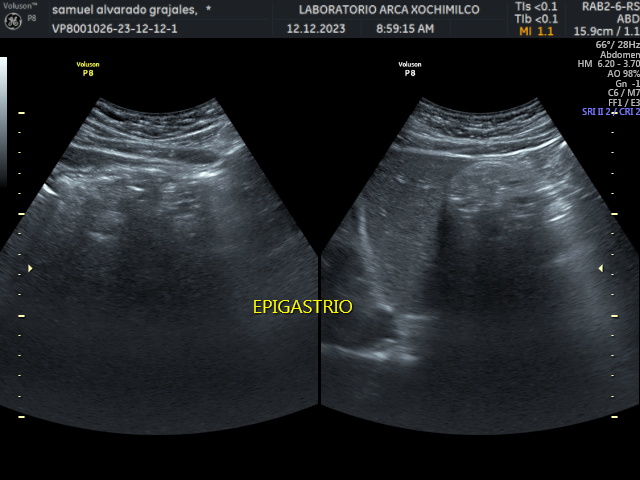 Voluson™
P8
samuel alvarado grajales, *
LABORATORIO ARCA XOCHIMILCO
TIs <0.1
RAB2-6-RS
VP8001026-23-12-12-1
12.12.2023
8:59:15 AM
TIb <0.1
ABD
MI 1.1
15.9cm / 1.1
66°/ 28Hz
Abdomen
HM 6.20 - 3.70
AO 98%
Gn -1
C6 / M7
FF1 / E3
SRI II 2 / CRI 2
Voluson
P8
Voluson
P8
EPIGASTRIO